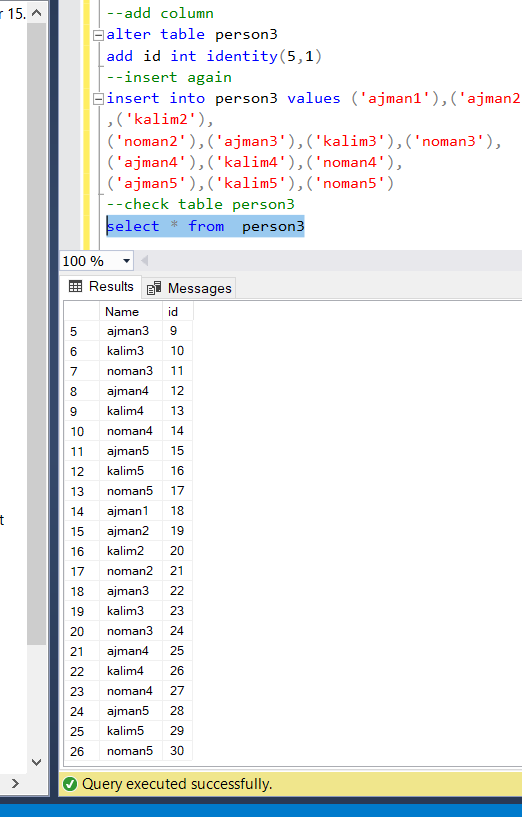 r 15.
--add column
alter table person3
add id int identity(5,1)
--insert again
insert into person3 values ('ajman1'),('ajman2
,('kalim2'),
('noman2'),('ajman3'),('kalim3'),('noman3'),
('ajman4'),('kalim4'),('noman4'),
('ajman5'),('kalim5'),('noman5')
--check table person3
select * from  person3
100 %
Results Messages
Name id
5 ajman3 9
6 kalim3 10
7 noman3 11
8 ajman4 12
9 kalim4 13
10 noman4 14
11 ajman5 15
12 kalim5 16
13 noman5 17
14 ajman1 18
15 ajman2 19
16 kalim2 20
t
17 noman2 21
18 ajman3 22
19 kalim3 23
20 noman3 24
21 ajman4 25
22 kalim4 26
23 noman4 27
24 ajman5 28
25 kalim5 29
26 noman5 30
Query executed successfully.